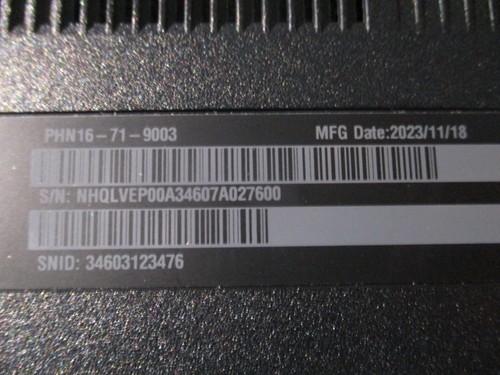 PHN16-71-9003 MFG Date:2023/11/18
S/N: NHQLVEP00A34607A027600
SNID: 34603123476